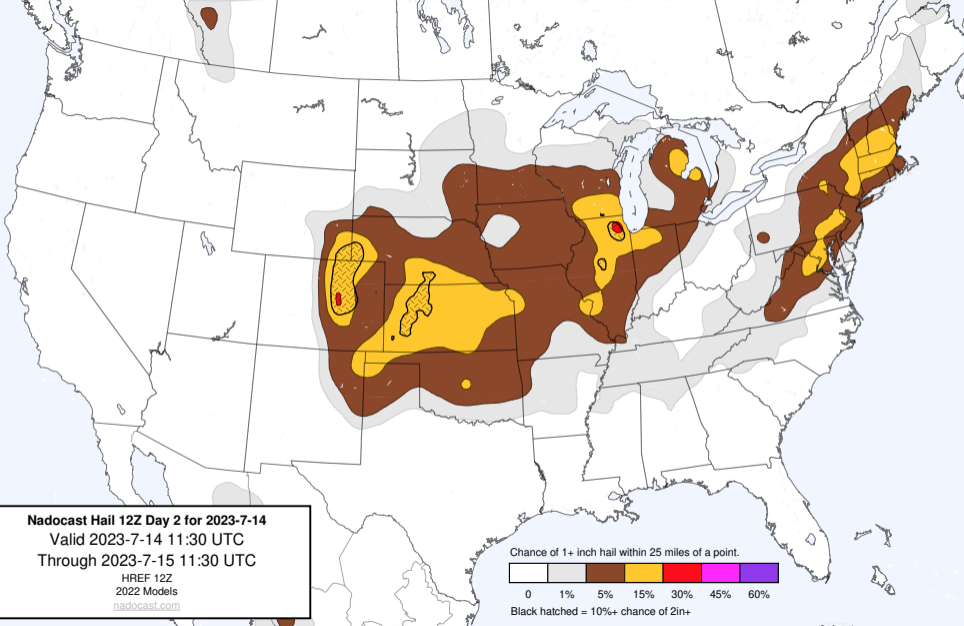 Nadocast Hail 12Z Day 2 for 2023-7-14
Valid 2023-7-14 11:30 UTC
Through 2023-7-15 11:30 UTC
HREF 12Z
2022 Models
nadocast.com
Chance of 1+ inch hail within 25 miles of a point.
0 1% 5% 15% 30% 45% 60%
Black hatched = 10%+ chance of 2in+